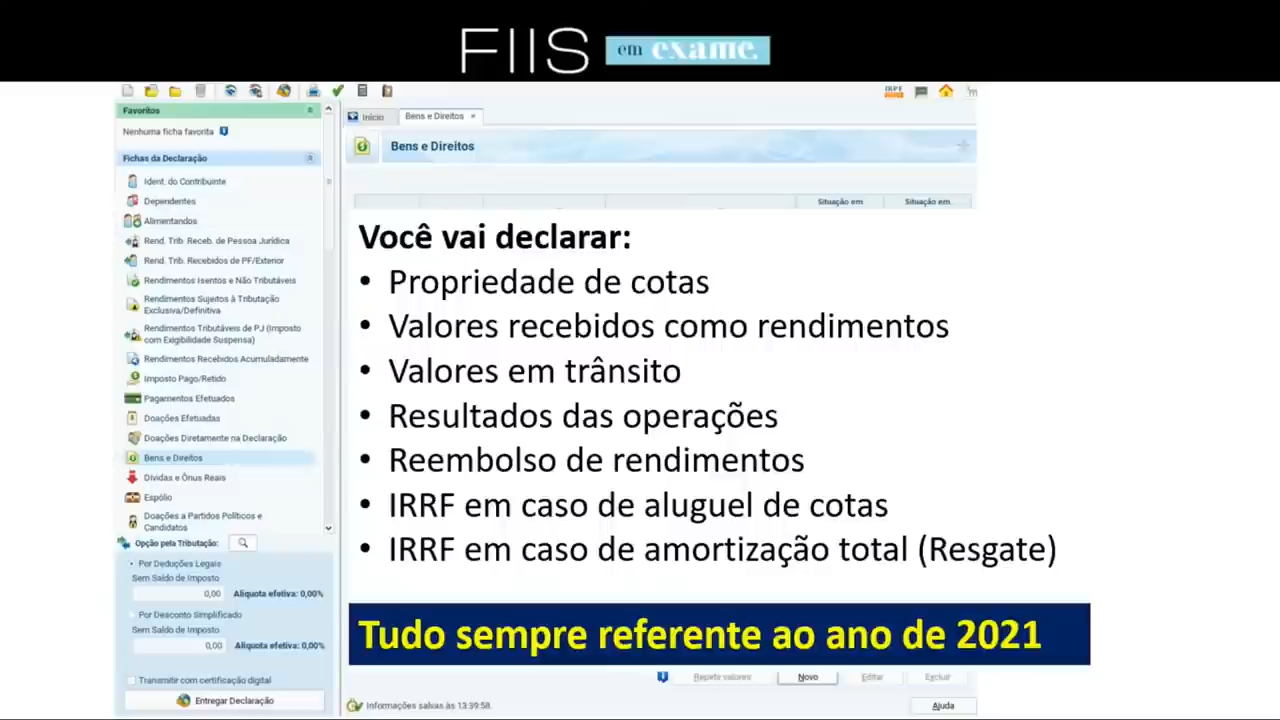 FIIS em exame.
Favoritos
Nenhuma ficha favorita
Fichas da Declaração
Ident. do Contribuinte
Dependentes
Alimentandos
Rend. Trib. Receb. de Pessoa Jurídica
Rend. Trib. Recebidos de PF/Exterior
Rendimentos Isentos e Não Tributáveis
Rendimentos Sujeitos à Tributação
Exclusiva/Definitiva
Rendimentos Tributáveis de PJ (Imposto
com Exigibilidade Suspensa)
Rendimentos Recebidos Acumuladamente
Imposto Pago/Retido
Pagamentos Efetuados
Doações Efetuadas
Doações Diretamente na Declaração
Bens e Direitos
Dívidas e Ônus Reais
Espólio
Doações a Partidos Políticos e
Candidatos
Opção pela Tributação:
Por Deduções Legais
Sem Saldo de Imposto
0,00 Alíquota efetiva: 0,00%
Por Desconto Simplificado
Sem Saldo de Imposto
0,00 Alíquota efetiva: 0,00%
Transmitir com certificação digital
Entregar Declaração
IRPF
Início Bens e Direitos ×
Bens e Direitos
Situação em Situação em
Você vai declarar:
• Propriedade de cotas
• Valores recebidos como rendimentos
• Valores em trânsito
• Resultados das operações
• Reembolso de rendimentos
• IRRF em caso de aluguel de cotas
• IRRF em caso de amortização total (Resgate)
Tudo sempre referente ao ano de 2021
Repetir valores Novo Editar Excluir
Informações salvas às 13:39:58. Ajuda